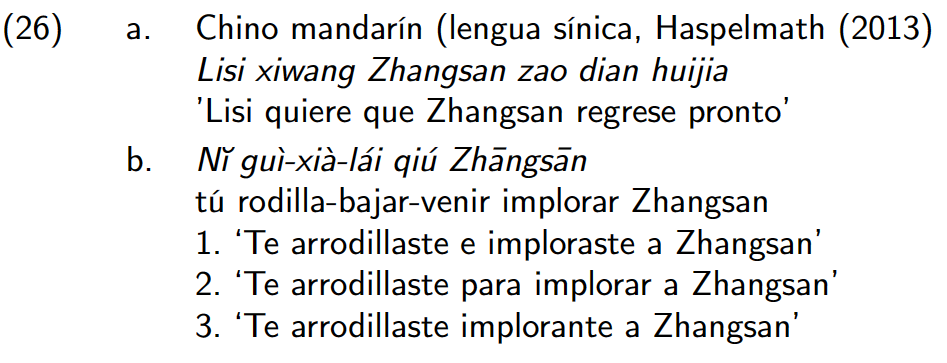 (26) a. Chino mandarín (lengua sínica, Haspelmath (2013)
Lisi xiwang Zhangsan zao dian huijia
’Lisi quiere que Zhangsan regrese pronto’
b. Nĭ guì-xià-lái qiú Zhāngsān
tú rodilla-bajar-venir implorar Zhangsan
1. ‘Te arrodillaste e imploraste a Zhangsan’
2. ‘Te arrodillaste para implorar a Zhangsan’
3. ‘Te arrodillaste implorante a Zhangsan’